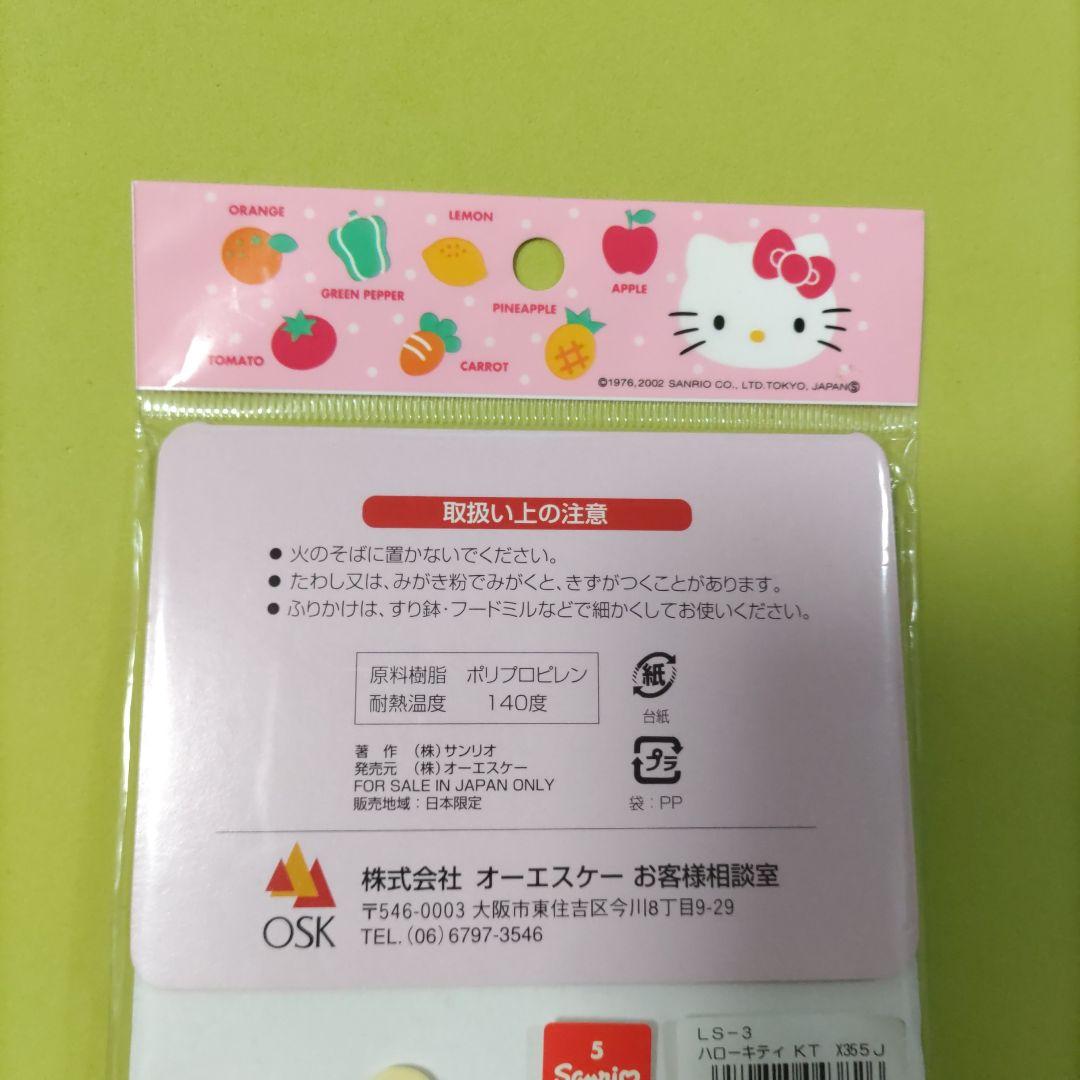 ORANGE
LEMON
GREEN PEPPER
APPLE
PINEAPPLE
TOMATO
CARROT
©1976, 2002 SANRIO CO., LTD. TOKYO, JAPAN Ⓢ
取扱い上の注意
● 火のそばに置かないでください。
● たわし又は、みがき粉でみがくと、きずがつくことがあります。
● ふりかけは、すり鉢・フードミルなどで細かくしてお使いください。
原料樹脂 ポリプロピレン
耐熱温度 140度
紙
台紙
プラ
袋：PP
著 作 （株）サンリオ
発売元 （株）オーエスケー
FOR SALE IN JAPAN ONLY
販売地域：日本限定
OSK
株式会社 オーエスケー お客様相談室
〒546-0003 大阪市東住吉区今川8丁目9-29
TEL.（06）6797-3546
5
Sanrio
LS-3
ハローキティ KT X355J